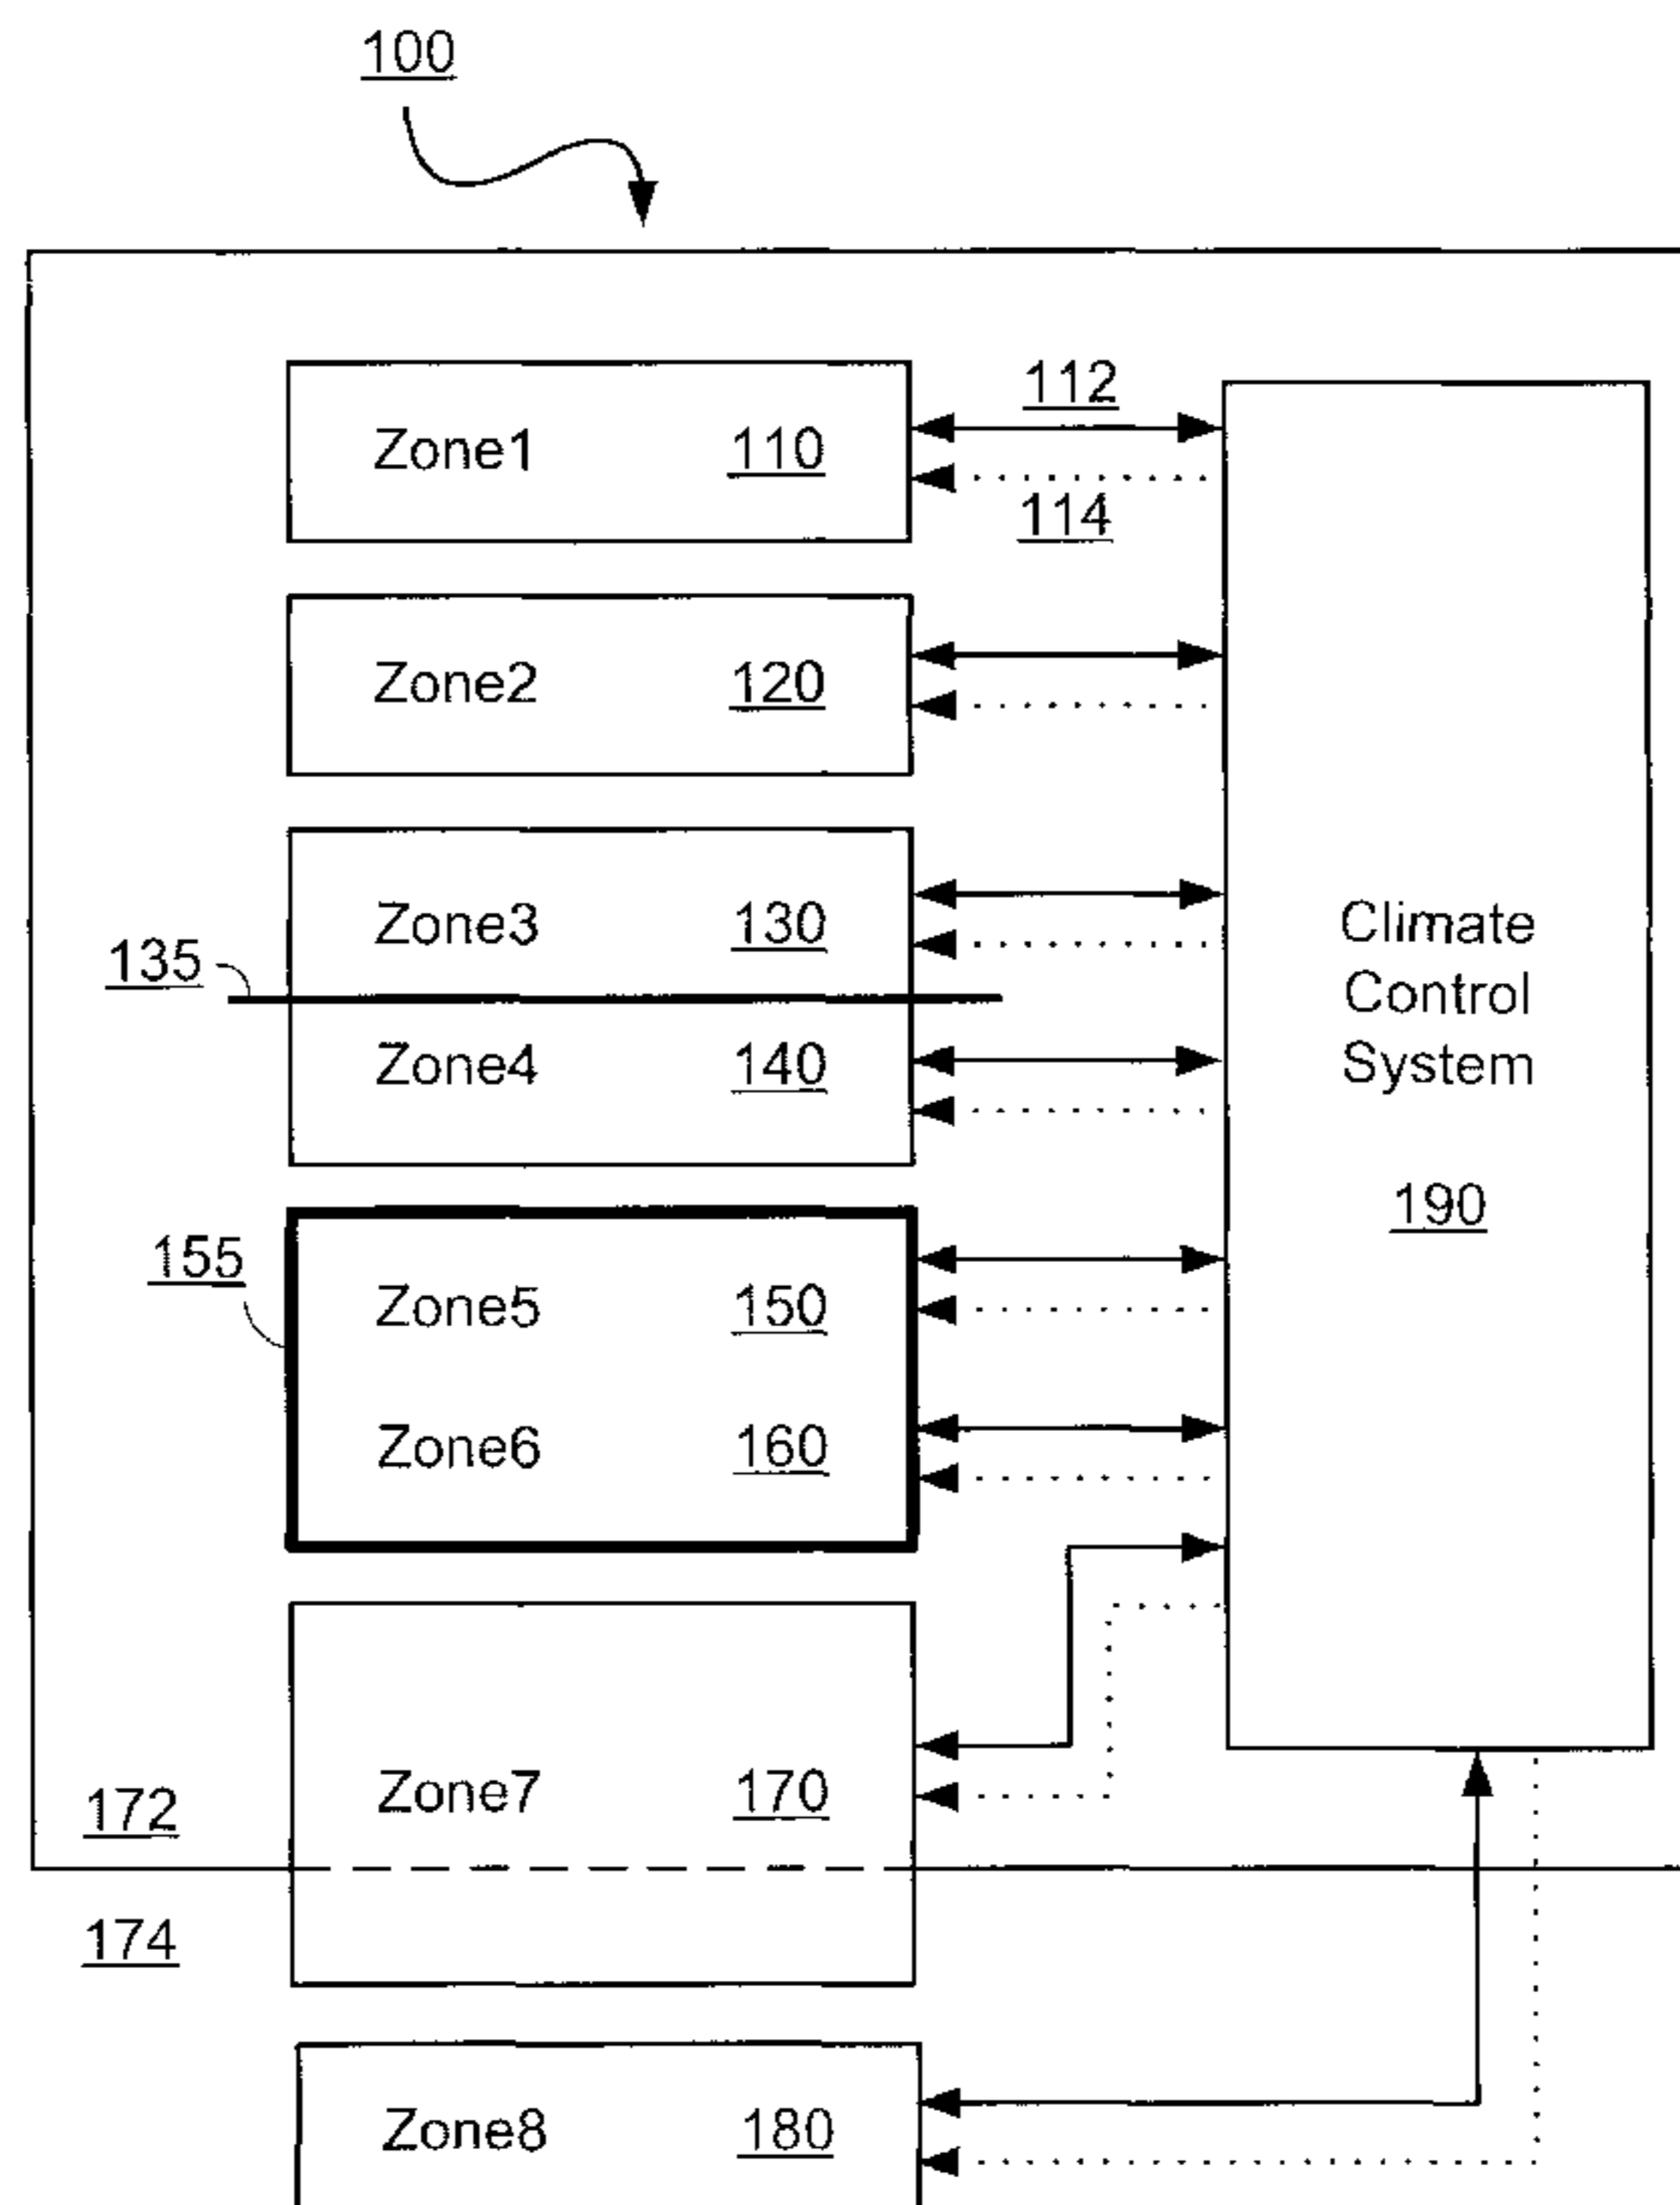 100
112
Zone1 110
114
Zone2 120
Zone3 130
135
Zone4 140
Climate
Control
System
190
155
Zone5 150
Zone6 160
Zone7 170
172
174
Zone8 180